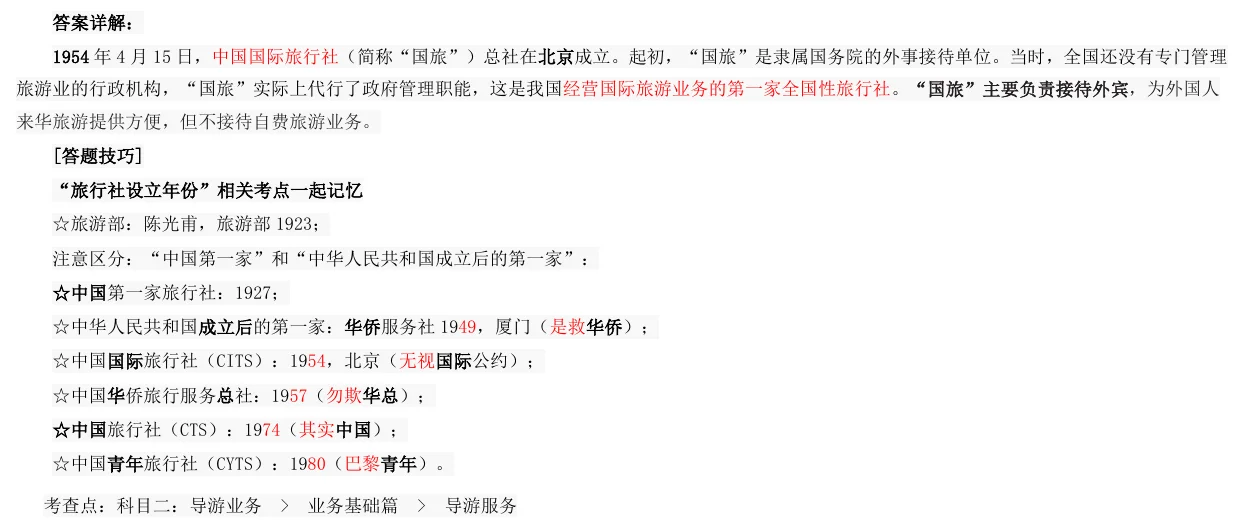 答案详解：
1954 年 4 月 15 日，中国国际旅行社（简称“国旅”）总社在北京成立。起初，“国旅”是隶属国务院的外事接待单位。当时，全国还没有专门管理
旅游业的行政机构，“国旅”实际上代行了政府管理职能，这是我国经营国际旅游业务的第一家全国性旅行社。“国旅”主要负责接待外宾，为外国人
来华旅游提供方便，但不接待自费旅游业务。
[答题技巧]
“旅行社设立年份”相关考点一起记忆
☆旅游部：陈光甫，旅游部 1923；
注意区分：“中国第一家”和“中华人民共和国成立后的第一家”：
☆中国第一家旅行社：1927；
☆中华人民共和国成立后的第一家：华侨服务社 1949，厦门（是救华侨）；
☆中国国际旅行社（CITS）：1954，北京（无视国际公约）；
☆中国华侨旅行服务总社：1957（勿欺华总）；
☆中国旅行社（CTS）：1974（其实中国）；
☆中国青年旅行社（CYTS）：1980（巴黎青年）。
考查点：科目二：导游业务 > 业务基础篇 > 导游服务